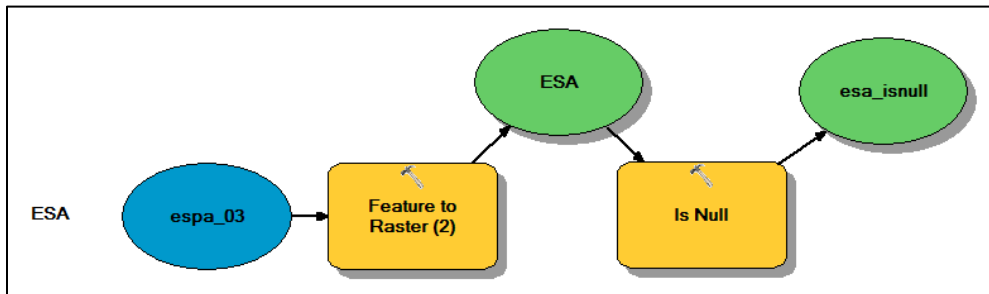 ESA
espa_03
Feature to
Raster (2)
ESA
Is Null
esa_isnull